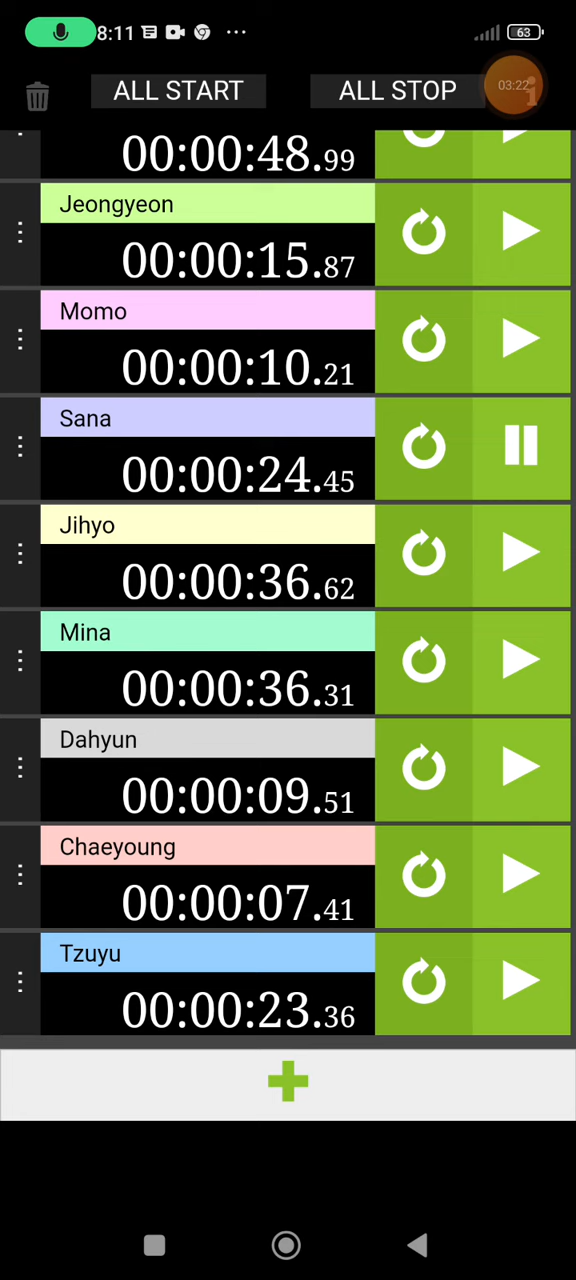 8:11
63
ALL START
ALL STOP
03:22
00:00:48.99
Jeongyeon
00:00:15.87
Momo
00:00:10.21
Sana
00:00:24.45
Jihyo
00:00:36.62
Mina
00:00:36.31
Dahyun
00:00:09.51
Chaeyoung
00:00:07.41
Tzuyu
00:00:23.36